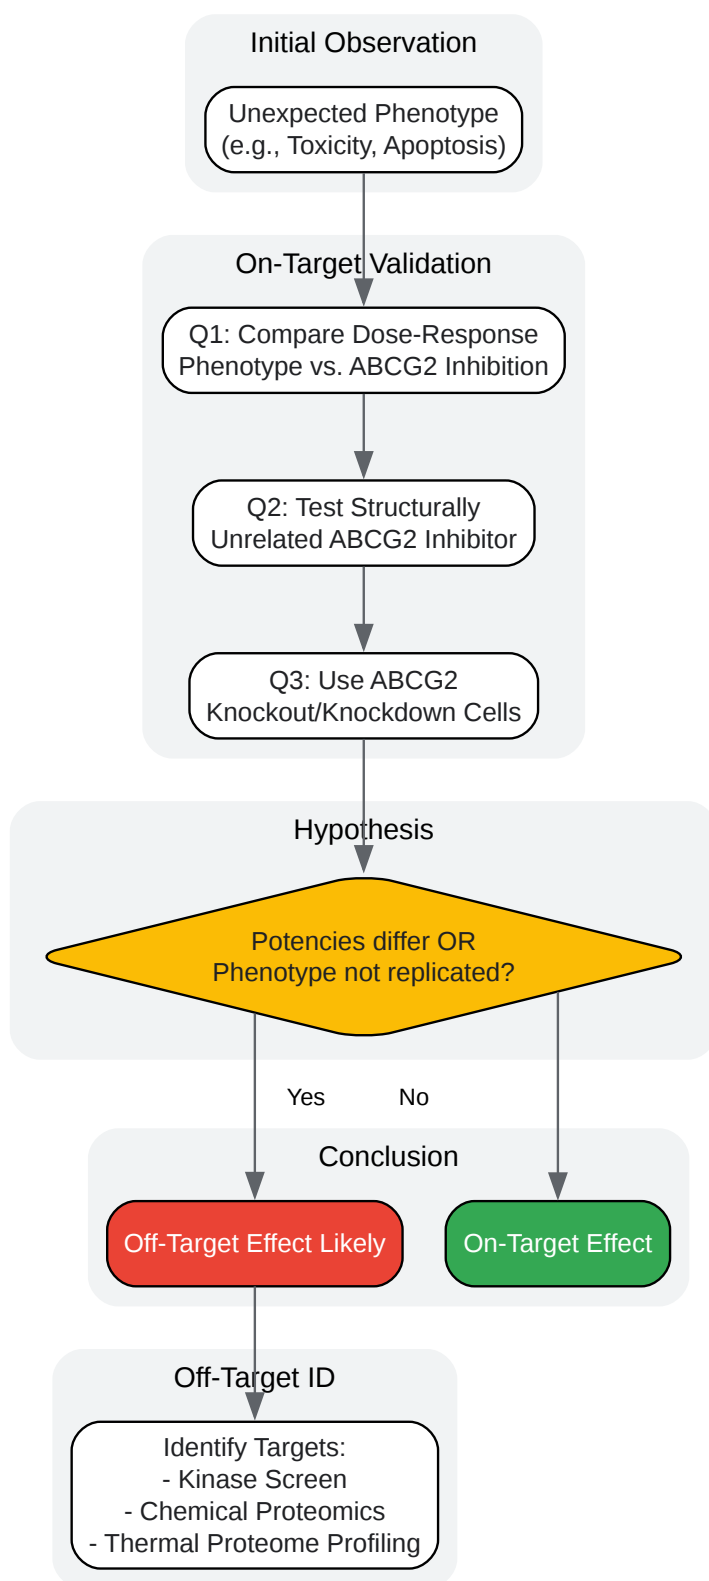 Initial Observation
Unexpected Phenotype
(e.g., Toxicity, Apoptosis)
On-Target Validation
Q1: Compare Dose-Response
Phenotype vs. ABCG2 Inhibition
Q2: Test Structurally
Unrelated ABCG2 Inhibitor
Q3: Use ABCG2
Knockout/Knockdown Cells
Hypothesis
Potencies differ OR
Phenotype not replicated?
Yes
No
Conclusion
Off-Target Effect Likely
On-Target Effect
Off-Target ID
Identify Targets:
- Kinase Screen
- Chemical Proteomics
- Thermal Proteome Profiling